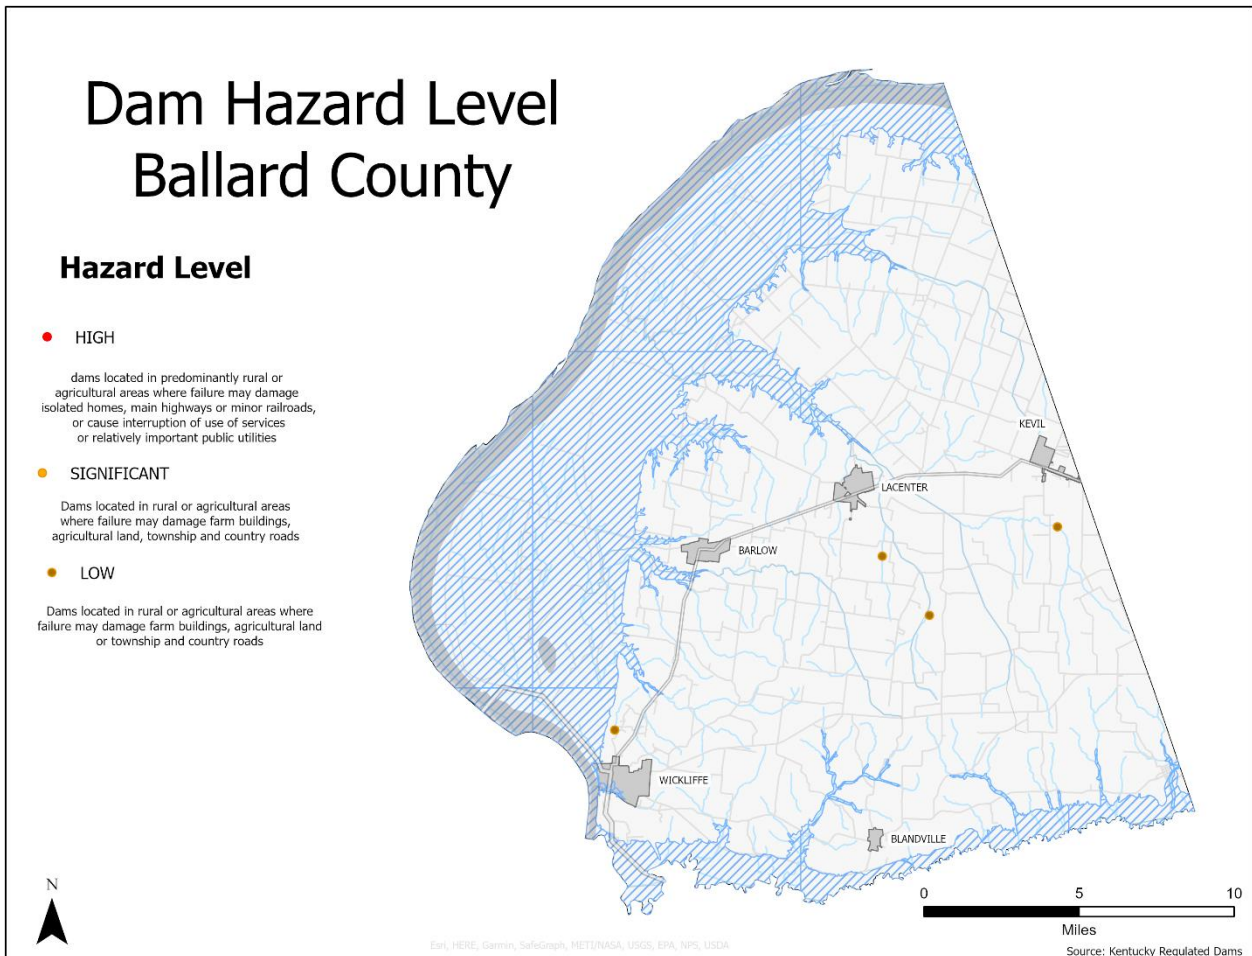 Dam Hazard Level
Ballard County
Hazard Level
HIGH
dams located in predominantly rural or
agricultural areas where failure may damage
isolated homes, main highways or minor railroads,
or cause interruption of use of services
or relatively important public utilities
SIGNIFICANT
Dams located in rural or agricultural areas
where failure may damage farm buildings,
agricultural land, township and country roads
LOW
Dams located in rural or agricultural areas where
failure may damage farm buildings, agricultural land
or township and country roads
KEVIL
LACENTER
BARLOW
WICKLIFFE
BLANDVILLE
N
0 5 10
Miles
Esri, HERE, Garmin, SafeGraph, METI/NASA, USGS, EPA, NPS, USDA
Source: Kentucky Regulated Dams